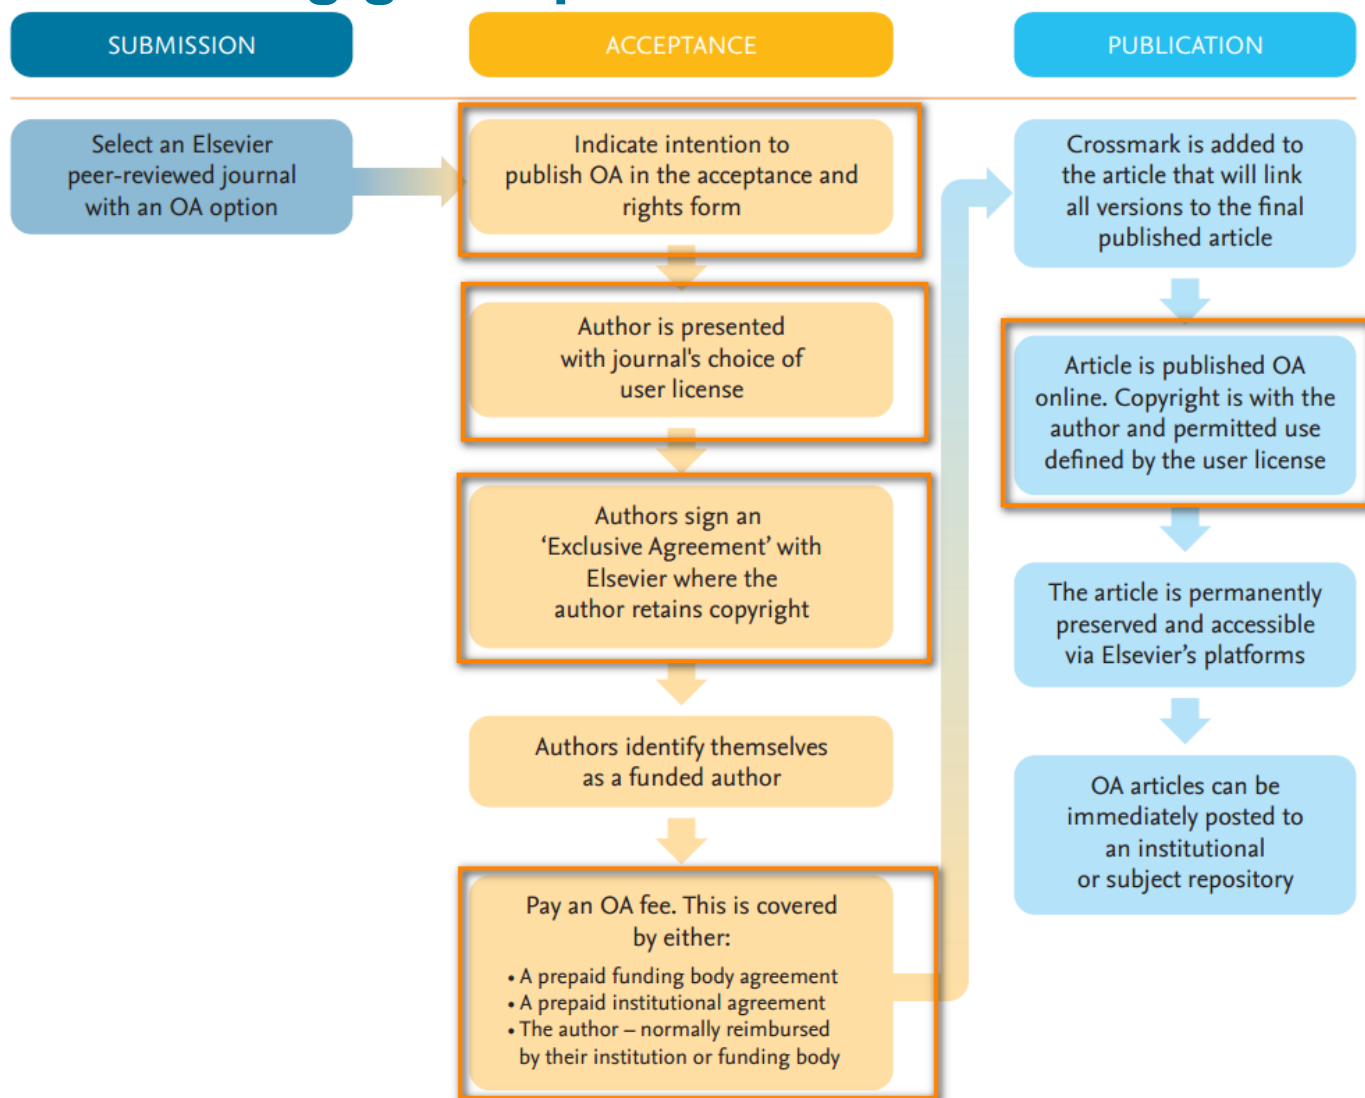 SUBMISSION
ACCEPTANCE
PUBLICATION
Select an Elsevier
peer-reviewed journal
with an OA option
Indicate intention to
publish OA in the acceptance and
rights form
Author is presented
with journal's choice of
user license
Authors sign an
‘Exclusive Agreement’ with
Elsevier where the
author retains copyright
Authors identify themselves
as a funded author
Pay an OA fee. This is covered
by either:
• A prepaid funding body agreement
• A prepaid institutional agreement
• The author – normally reimbursed
by their institution or funding body
Crossmark is added to
the article that will link
all versions to the final
published article
Article is published OA
online. Copyright is with the
author and permitted use
defined by the user license
The article is permanently
preserved and accessible
via Elsevier’s platforms
OA articles can be
immediately posted to
an institutional
or subject repository